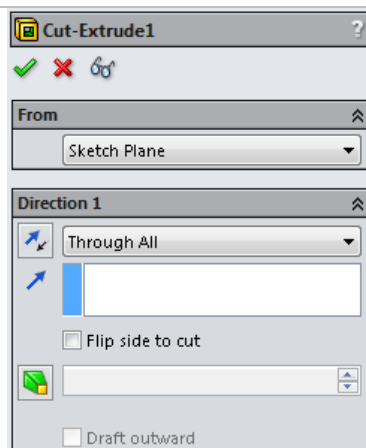 Cut-Extrude1 ?
From
Sketch Plane
Direction 1
Through All
Flip side to cut
Draft outward